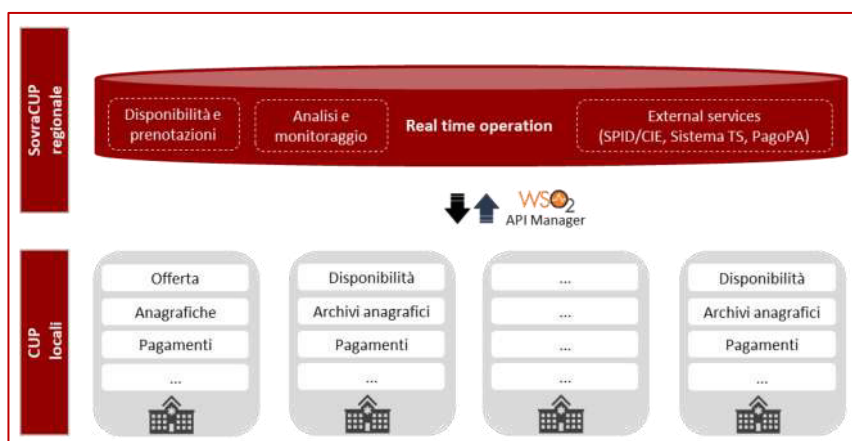 SovraCUP
regionale
Disponibilità e
prenotazioni
Analisi e
monitoraggio
Real time operation
External services
(SPID/CIE, Sistema TS, PagoPA)
WSO2
API Manager
CUP
locali
Offerta
Anagrafiche
Pagamenti
...
Disponibilità
Archivi anagrafici
Pagamenti
...
...
...
...
...
Disponibilità
Archivi anagrafici
Pagamenti
...